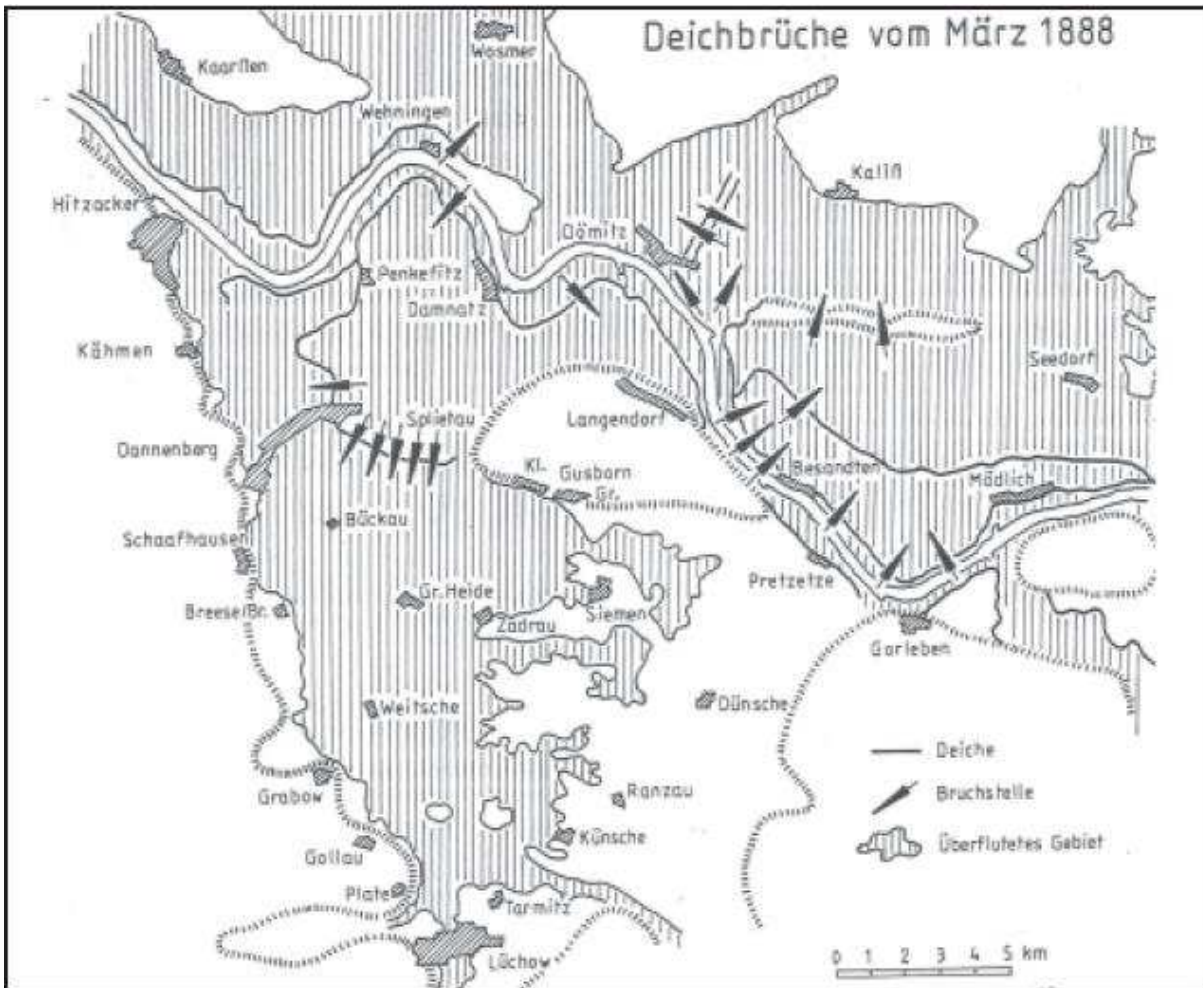 Deichbrüche vom März 1888
Wosmer
Kaarßen
Wehningen
Kaliß
Hitzacker
Dömitz
Penkefitz
Damnatz
Kähmen
Seedorf
Langendorf
Splietau
Dannenberg
Kl. Gusborn
Gr.
Besandten
Mödlich
Bückau
Schaafhausen
Pretzetze
Gr. Heide
Siemen
Breese/Br.
Zadrau
Gorleben
Weitsche
Dünsche
Deiche
Grabow
Ranzau
Bruchstelle
Künsche
Gollau
Überflutetes Gebiet
Plate
Tarmitz
Lüchow
0 1 2 3 4 5 km